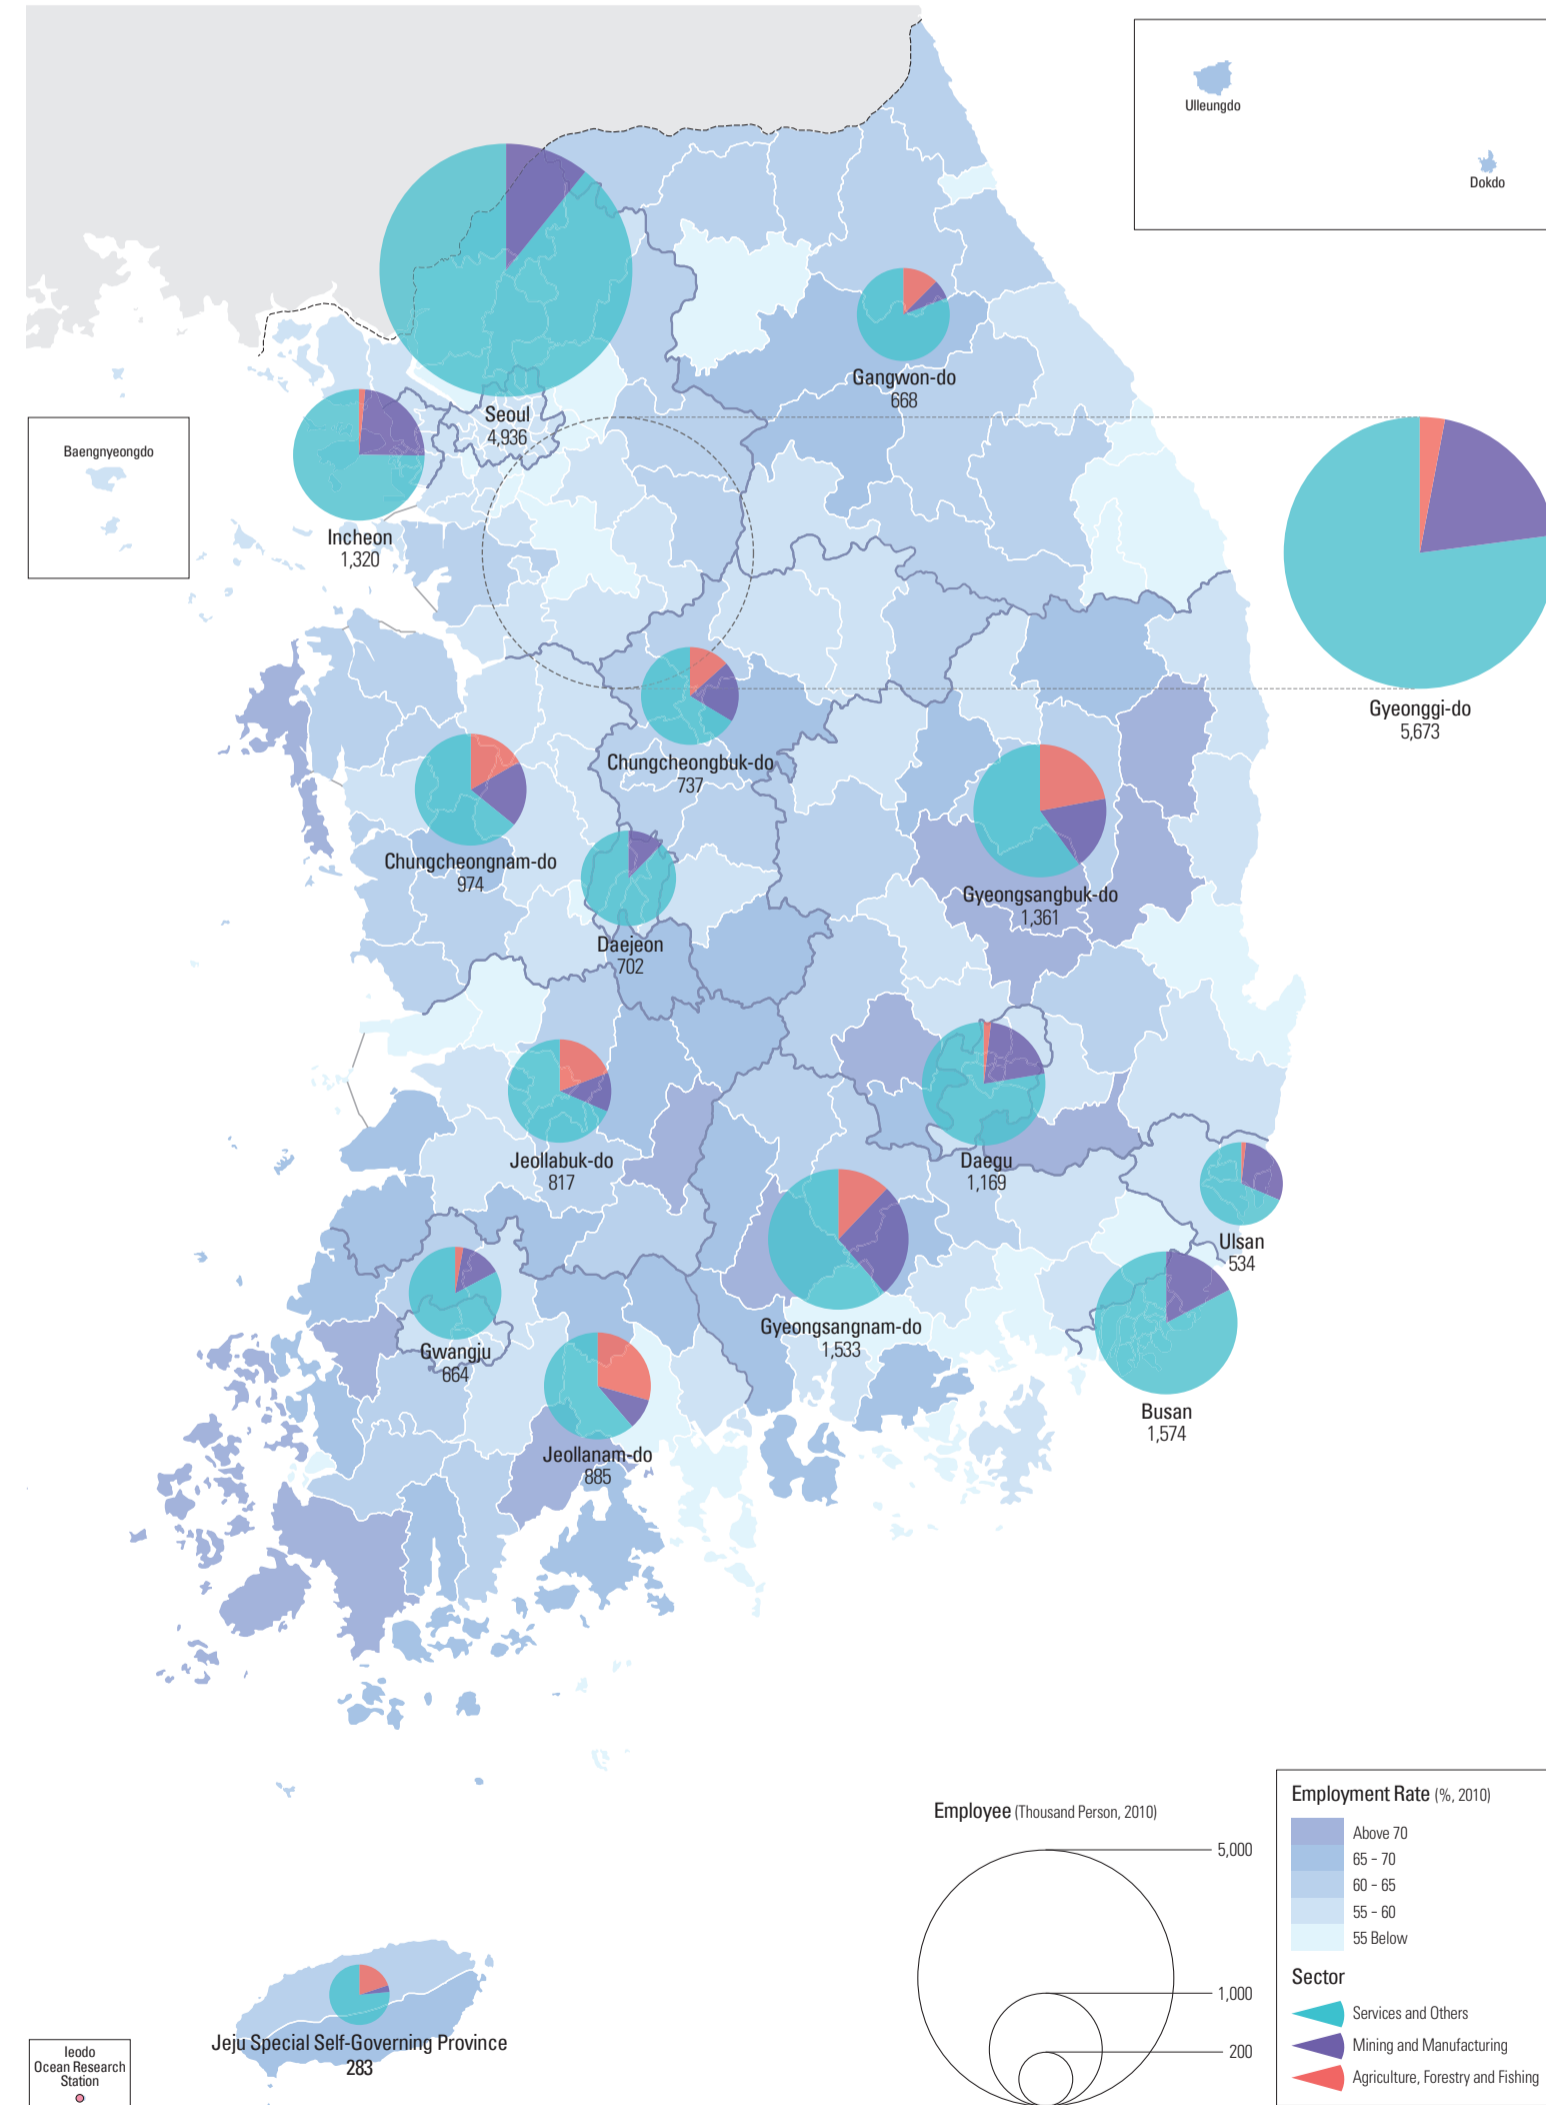 Ulleungdo
Dokdo
Gangwon-do
668
Seoul
4,936
Baengnyeongdo
Incheon
1,320
Gyeonggi-do
5,673
Chungcheongbuk-do
737
Chungcheongnam-do
974
Gyeongsangbuk-do
1,361
Daejeon
702
Jeollabuk-do
817
Daegu
1,169
Ulsan
534
Gyeongsangnam-do
1,533
Gwangju
664
Busan
1,574
Jeollanam-do
885
Jeju Special Self-Governing Province
283
Ieodo
Ocean Research
Station
Employee (Thousand Person, 2010)
5,000
1,000
200
Employment Rate (%, 2010)
Above 70
65 – 70
60 – 65
55 – 60
55 Below
Sector
Services and Others
Mining and Manufacturing
Agriculture, Forestry and Fishing